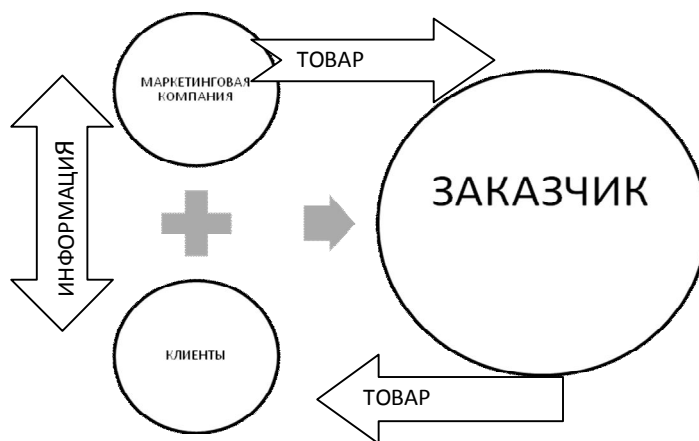 ТОВАР
МАРКЕТИНГОВАЯ
КОМПАНИЯ
ИНФОРМАЦИЯ
ЗАКАЗЧИК
КЛИЕНТЫ
ТОВАР